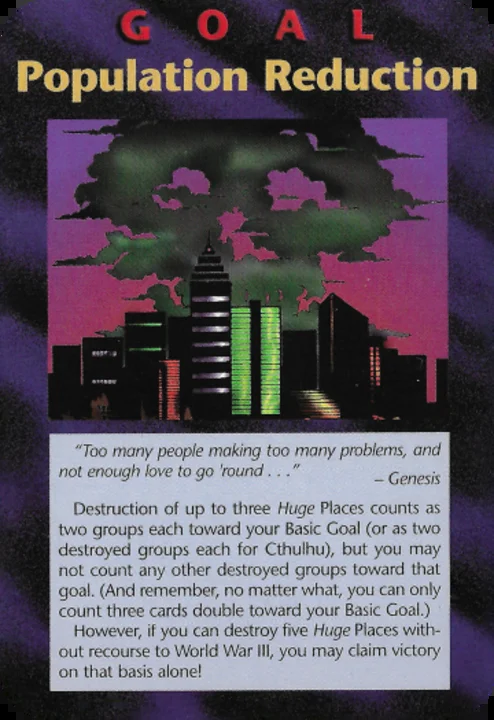 GOAL
Population Reduction
"Too many people making too many problems, and
not enough love to go 'round . . ."
– Genesis
Destruction of up to three Huge Places counts as
two groups each toward your Basic Goal (or as two
destroyed groups each for Cthulhu), but you may
not count any other destroyed groups toward that
goal. (And remember, no matter what, you can only
count three cards double toward your Basic Goal.)
However, if you can destroy five Huge Places with-
out recourse to World War III, you may claim victory
on that basis alone!